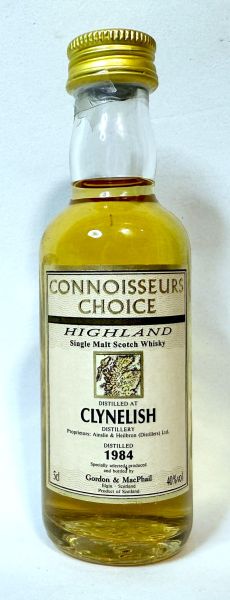 CONNOISSEURS
CHOICE
HIGHLAND
Single Malt Scotch Whisky
DISTILLED AT
CLYNELISH
DISTILLERY
Proprietors: Ainslie & Heilbron (Distillers) Ltd.
DISTILLED
1984
Specially selected, produced
and bottled by
5cl Gordon & MacPhail 40%vol
Elgin · Scotland
Product of Scotland